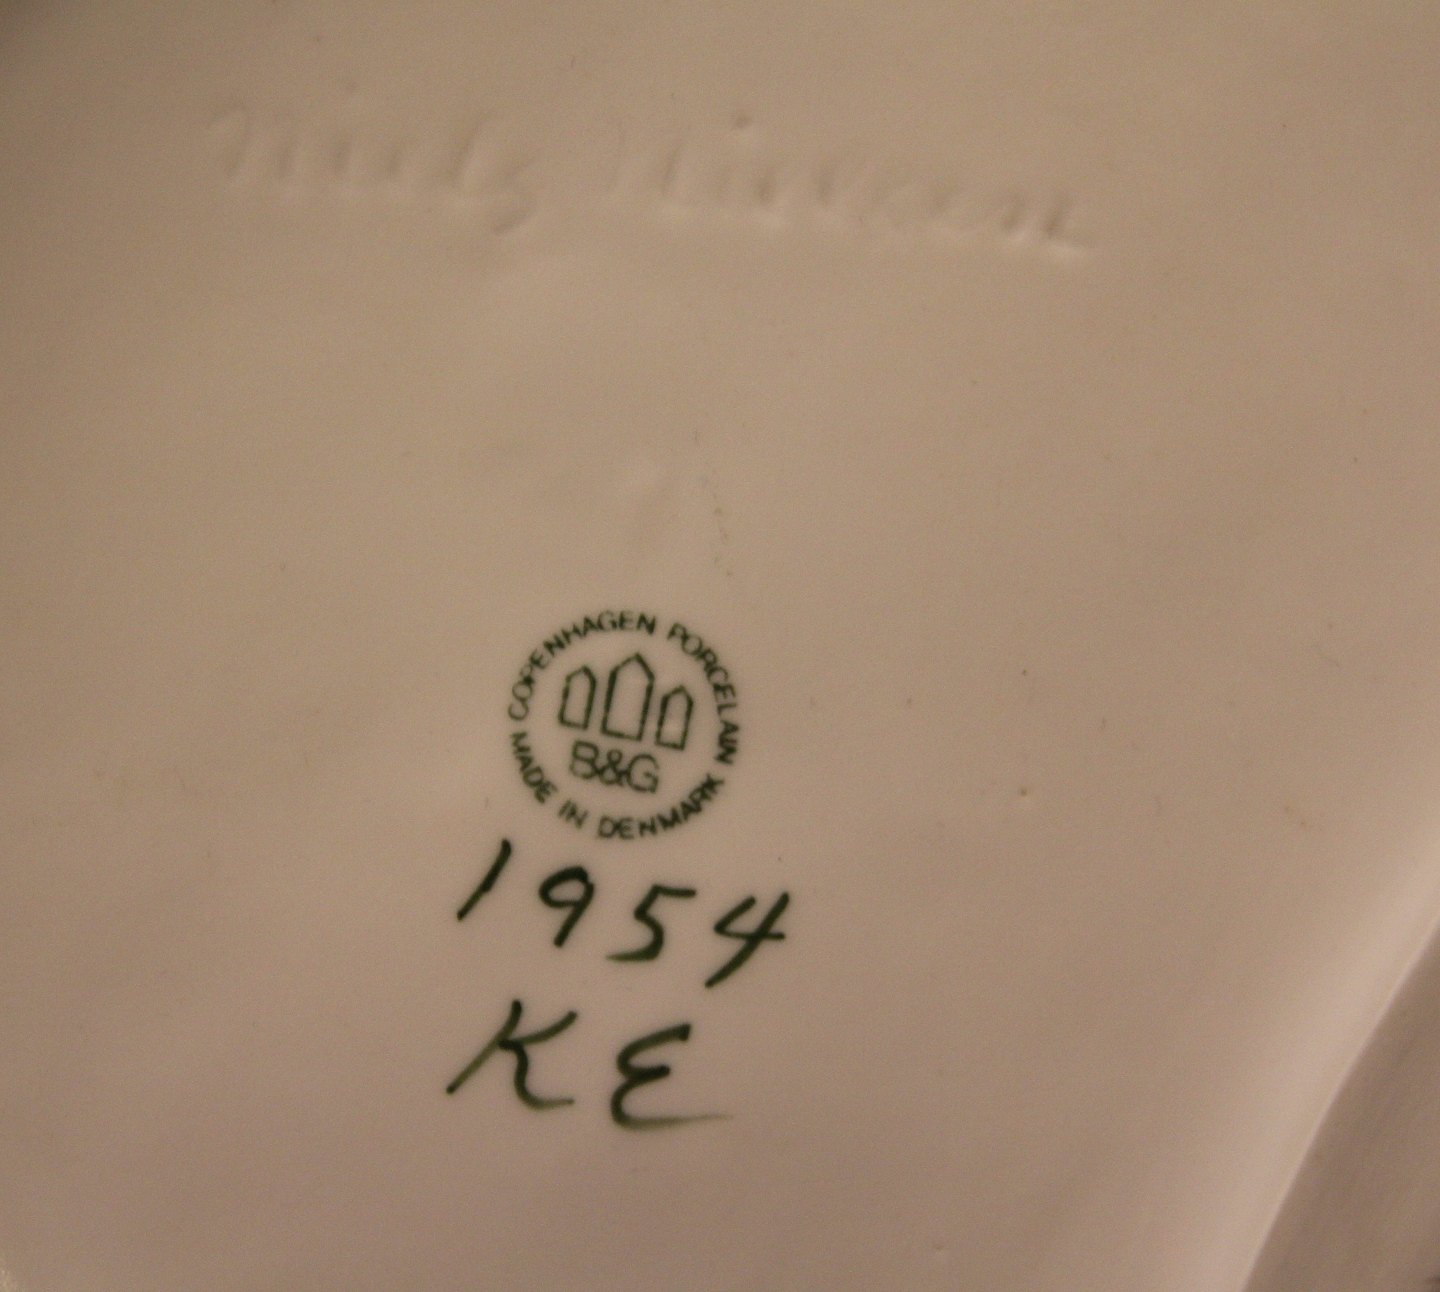 COPENHAGEN PORCELAIN
B&G
MADE IN DENMARK
1954
KE